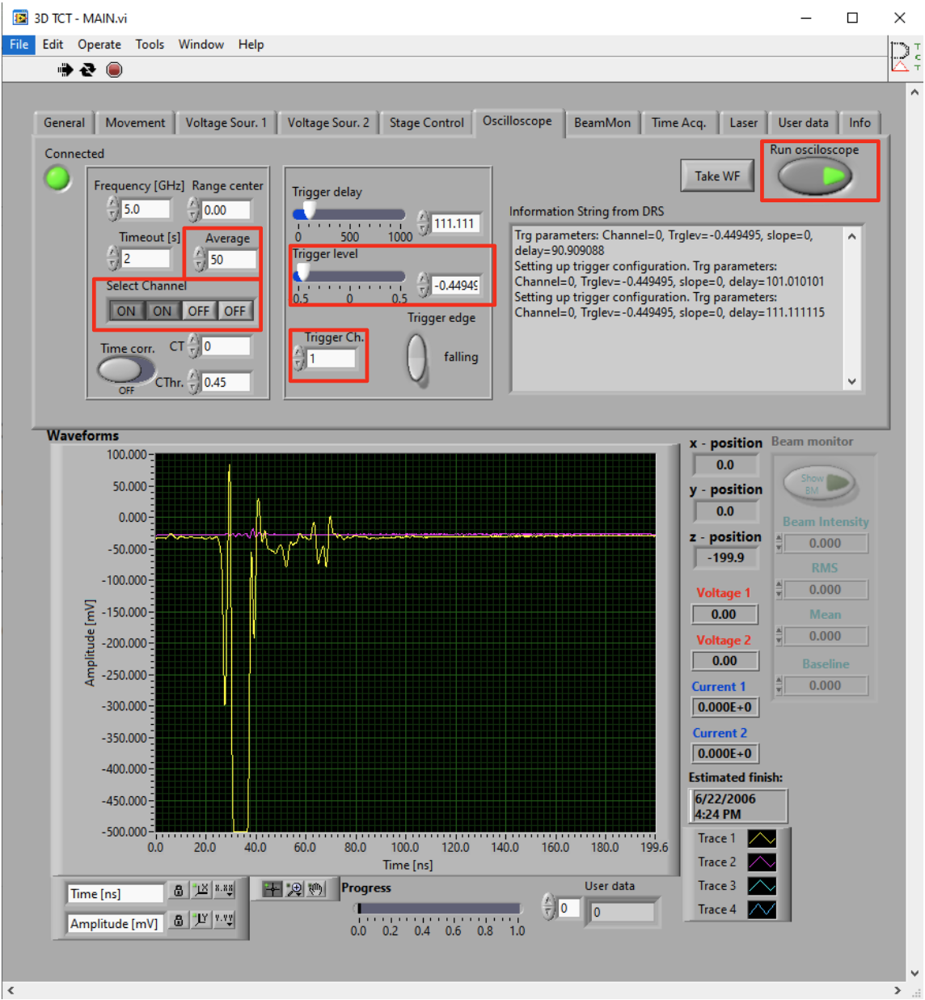 3D TCT - MAIN.vi
File Edit Operate Tools Window Help
T
C
T
General Movement Voltage Sour. 1 Voltage Sour. 2 Stage Control Oscilloscope BeamMon Time Acq. Laser User data Info
Connected
Run osciloscope
Take WF
Frequency [GHz] Range center
5.0 0.00
Timeout [s] Average
2 50
Select Channel
ON ON OFF OFF
Time corr. CT 0
OFF CThr. 0.45
Trigger delay
111.111
0 500 1000
Trigger level
-0.4494
0.5 0 0.5
Trigger Ch.
1
Trigger edge
falling
Information String from DRS
Trg parameters: Channel=0, Trglev=-0.449495, slope=0,
delay=90.909088
Setting up trigger configuration. Trg parameters:
Channel=0, Trglev=-0.449495, slope=0, delay=101.010101
Setting up trigger configuration. Trg parameters:
Channel=0, Trglev=-0.449495, slope=0, delay=111.111115
Waveforms
100.000
50.000
0.000
-50.000
-100.000
-150.000
-200.000
-250.000
-300.000
-350.000
-400.000
-450.000
-500.000
Amplitude [mV]
0.0 20.0 40.0 60.0 80.0 100.0 120.0 140.0 160.0 180.0 199.6
Time [ns]
x - position
0.0
y - position
0.0
z - position
-199.9
Voltage 1
0.00
Voltage 2
0.00
Current 1
0.000E+0
Current 2
0.000E+0
Estimated finish:
6/22/2006
4:24 PM
Beam monitor
Show
BM
Beam Intensity
0.000
RMS
0.000
Mean
0.000
Baseline
0.000
Trace 1
Trace 2
Trace 3
Trace 4
Time [ns]
Amplitude [mV]
X X.XX
Y Y.YY
Progress
0.0 0.2 0.4 0.6 0.8 1.0
User data
0 0